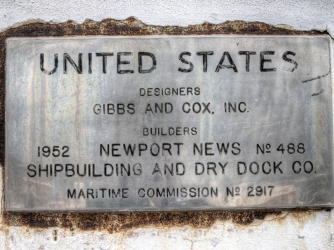 UNITED STATES
DESIGNERS
GIBBS AND COX, INC.
BUILDERS
1952 NEWPORT NEWS No 488
SHIPBUILDING AND DRY DOCK CO.
MARITIME COMMISSION No 2917